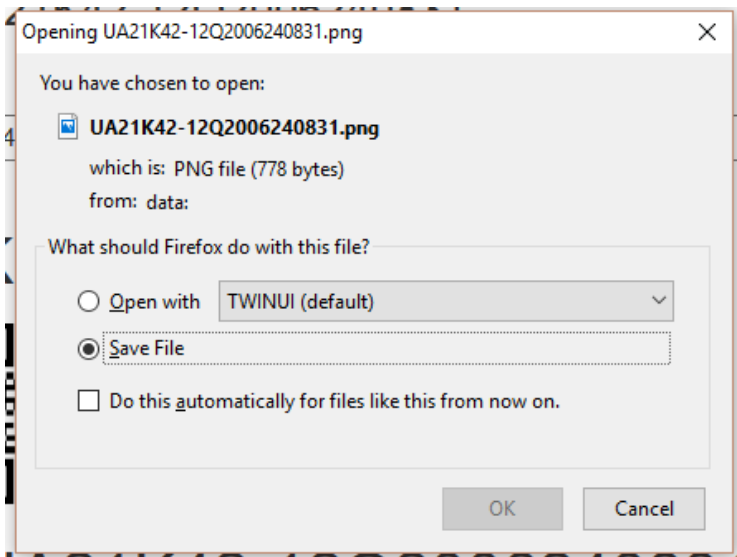 Opening UA21K42-12Q2006240831.png
You have chosen to open:
UA21K42-12Q2006240831.png
which is: PNG file (778 bytes)
from: data:
What should Firefox do with this file?
Open with TWINUI (default)
Save File
Do this automatically for files like this from now on.
OK Cancel